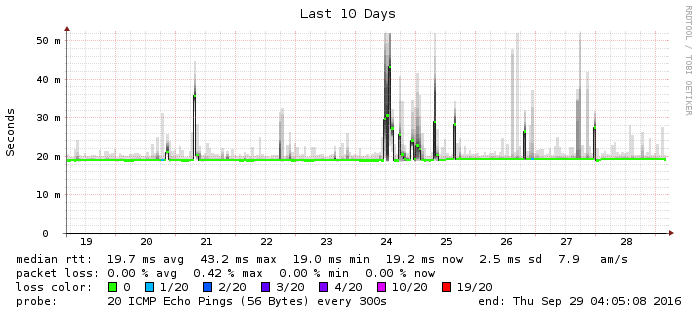 Last 10 Days
RRDTOOL / TOBI OETIKER
Seconds
50 m
40 m
30 m
20 m
10 m
0
19 20 21 22 23 24 25 26 27 28
median rtt: 19.7 ms avg 43.2 ms max 19.0 ms min 19.2 ms now 2.5 ms sd 7.9 am/s
packet loss: 0.00 % avg 0.42 % max 0.00 % min 0.00 % now
loss color: 0 1/20 2/20 3/20 4/20 10/20 19/20
probe: 20 ICMP Echo Pings (56 Bytes) every 300s end: Thu Sep 29 04:05:08 2016